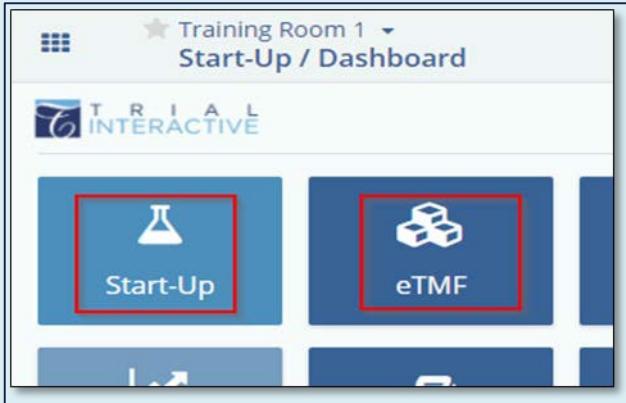 Training Room 1
Start-Up / Dashboard
TRIAL
INTERACTIVE
Start-Up
eTMF